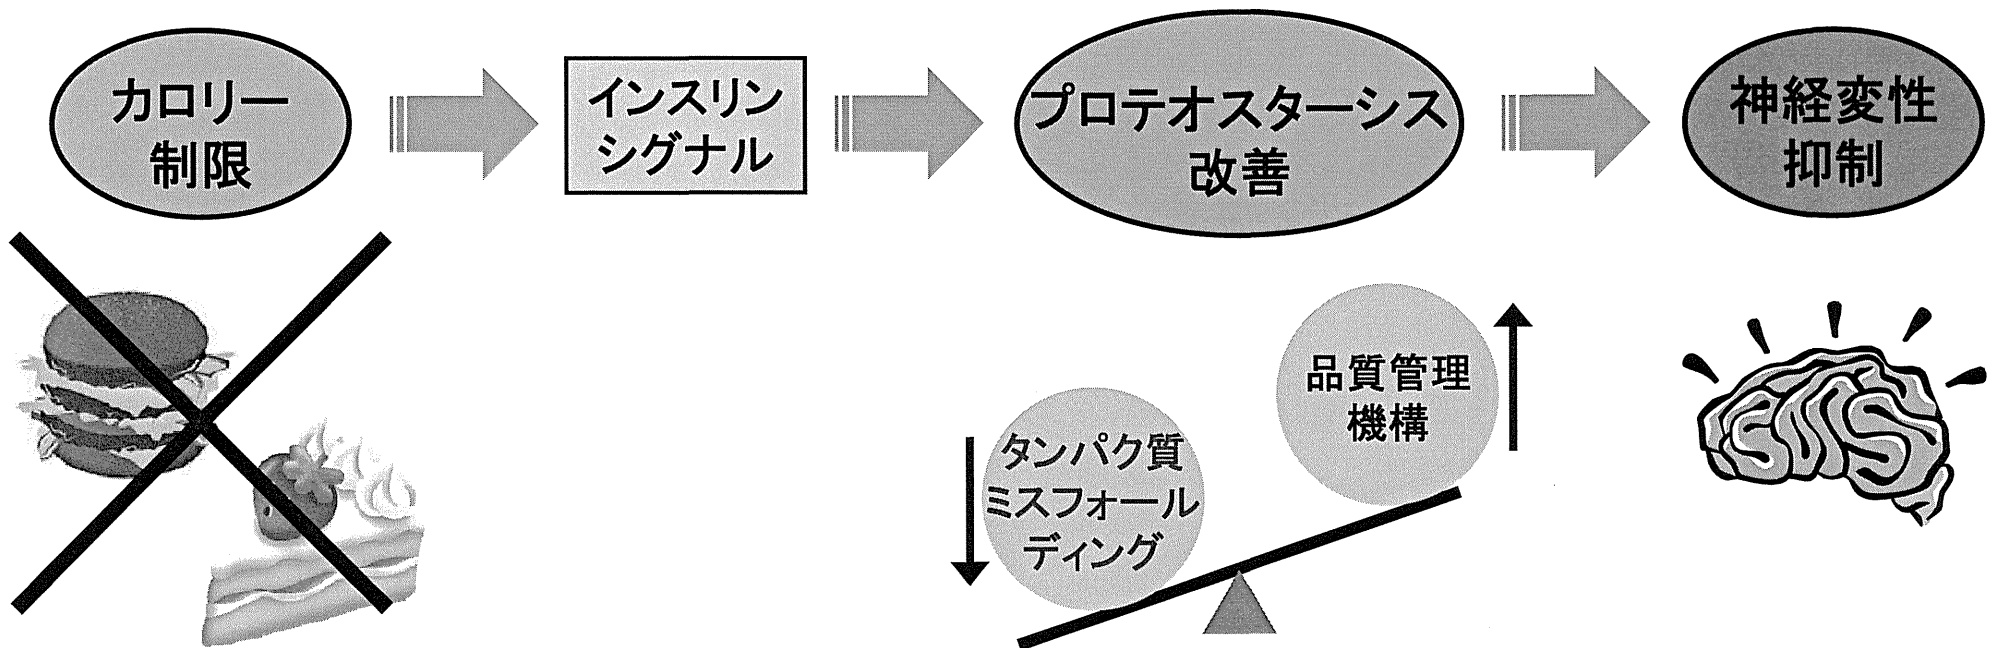 カロリー
制限
インスリン
シグナル
プロテオスターシス
改善
神経変性
抑制
タンパク質
ミスフォール
ディング
品質管理
機構